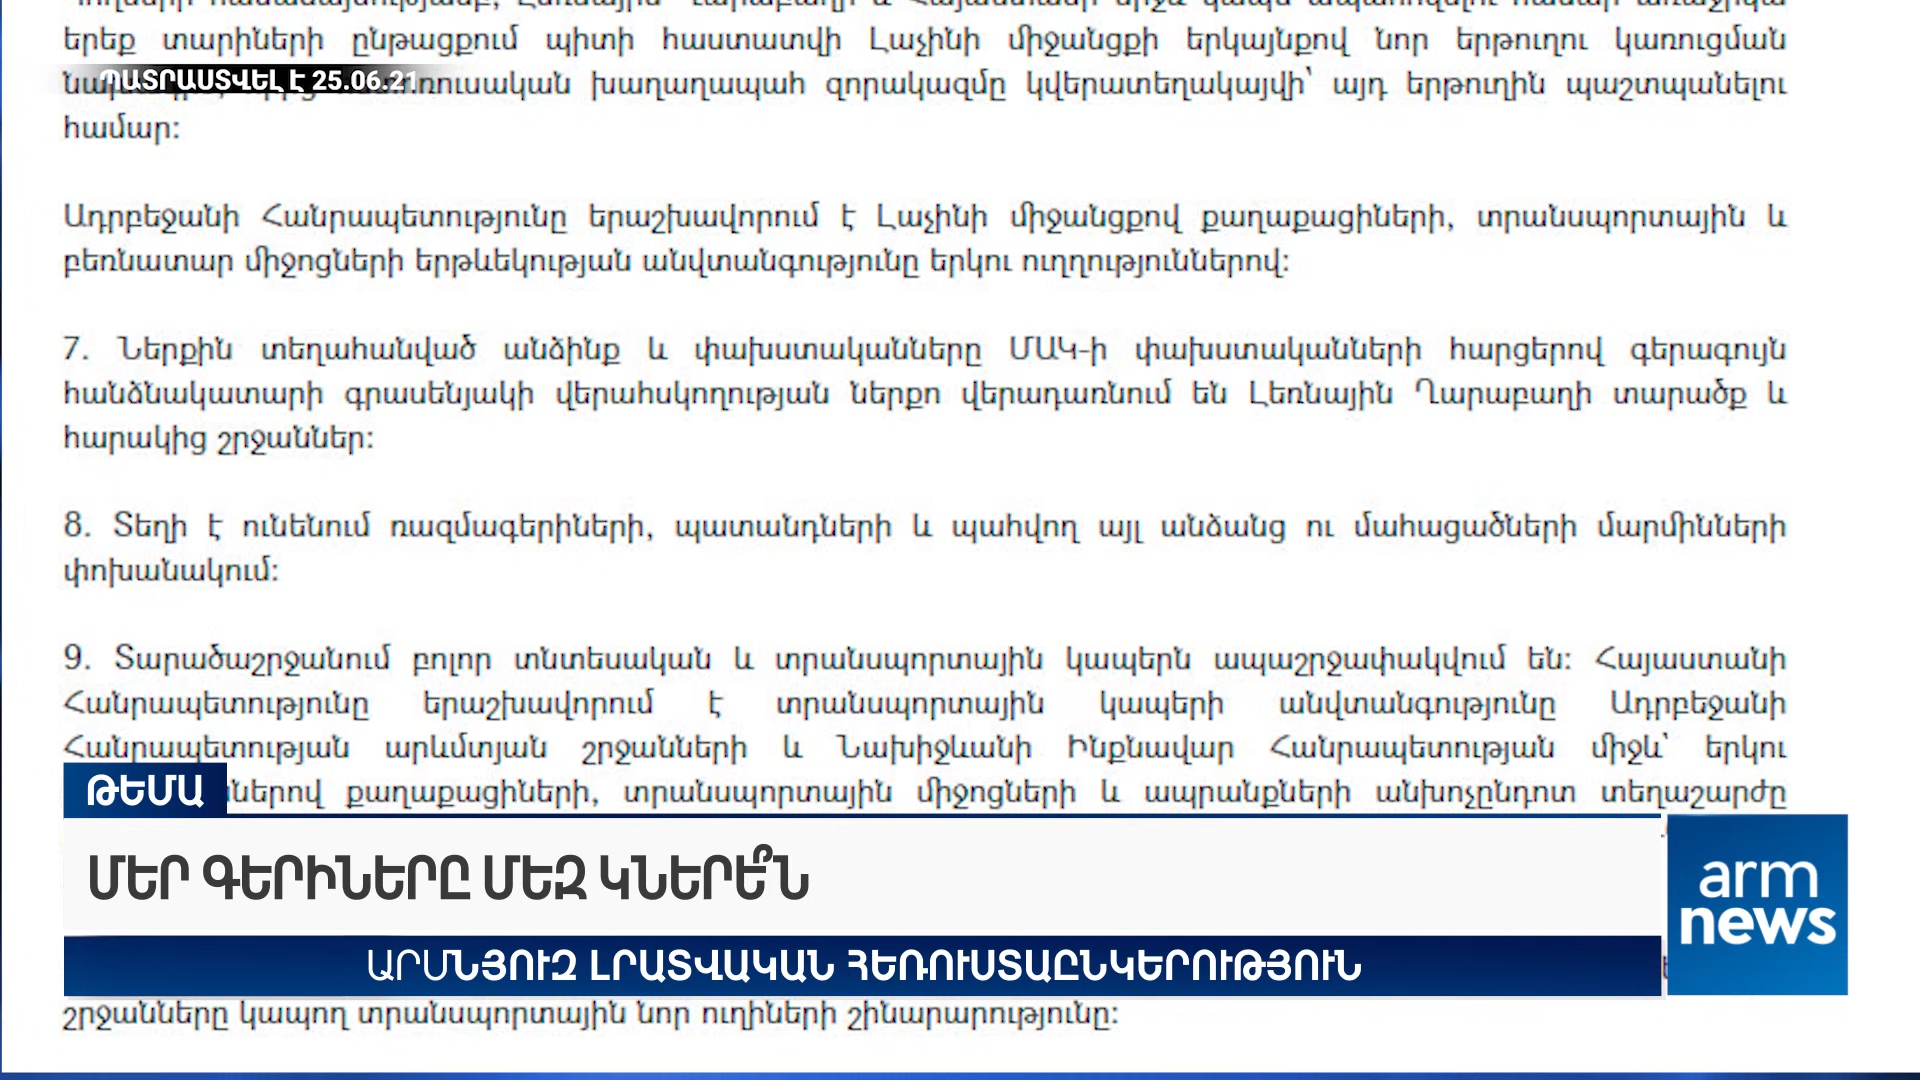 երեք տարիների ընթացքում պիտի հաստատվի Լաչինի միջանցքի երկայնքով նոր երթուղու կառուցման
ՊԱՏՐԱՍՏՎԵԼ Է 25.06.21
խաղաղապահ զորակազմը կվերատեղակայվի՝ այդ երթուղին պաշտպանելու
համար:
Ադրբեջանի Հանրապետությունը երաշխավորում է Լաչինի միջանցքով քաղաքացիների, տրանսպորտային և
բեռնատար միջոցների երթևեկության անվտանգությունը երկու ուղղություններով:
7. Ներքին տեղահանված անձինք և փախստականները ՄԱԿ-ի փախստականների հարցերով գերագույն
հանձնակատարի գրասենյակի վերահսկողության ներքո վերադառնում են Լեռնային Ղարաբաղի տարածք և
հարակից շրջաններ:
8. Տեղի է ունենում ռազմագերիների, պատանդների և պահվող այլ անձանց ու մահացածների մարմինների
փոխանակում:
9. Տարածաշրջանում բոլոր տնտեսական և տրանսպորտային կապերն ապաշրջափակվում են: Հայաստանի
Հանրապետությունը երաշխավորում է տրանսպորտային կապերի անվտանգությունը Ադրբեջանի
Հանրապետության արևմտյան շրջանների և Նախիջևանի Ինքնավար Հանրապետության միջև՝ երկու
քաղաքացիների, տրանսպորտային միջոցների և ապրանքների անխոչընդոտ տեղաշարժը
ԹԵՄԱ
ՄԵՐ ԳԵՐԻՆԵՐԸ ՄԵԶ ԿՆԵՐԵ՞Ն
arm
news
ԱՐՄՆՅՈՒԶ ԼՐԱՏՎԱԿԱՆ ՀԵՌՈՒՍՏԱԸՆԿԵՐՈՒԹՅՈՒՆ
շրջանները կապող տրանսպորտային նոր ուղիների շինարարությունը: